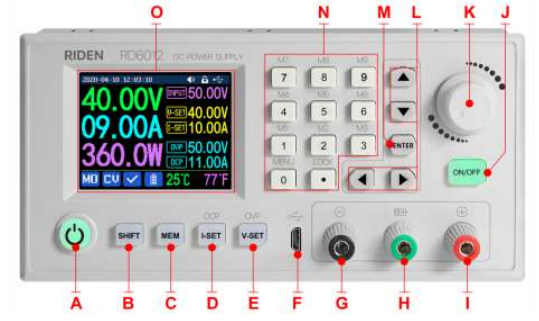 O N M L K J
RIDEN RD6012 DC POWER SUPPLY
2020-04-10 12:03:10
40.00V INPUT 50.00V
V-SET 40.00V
09.00A I-SET 10.00A
360.0W OVP 50.00V
OCP 11.00A
M0 CV 25℃ 77℉
M7 M8 M9
7 8 9
M4 M5 M6
4 5 6
M1 M2 M3
1 2 3 ENTER
MENU LOCK
0 •
ON/OFF
OCP OVP
SHIFT MEM I-SET V-SET
A B C D E F G H I